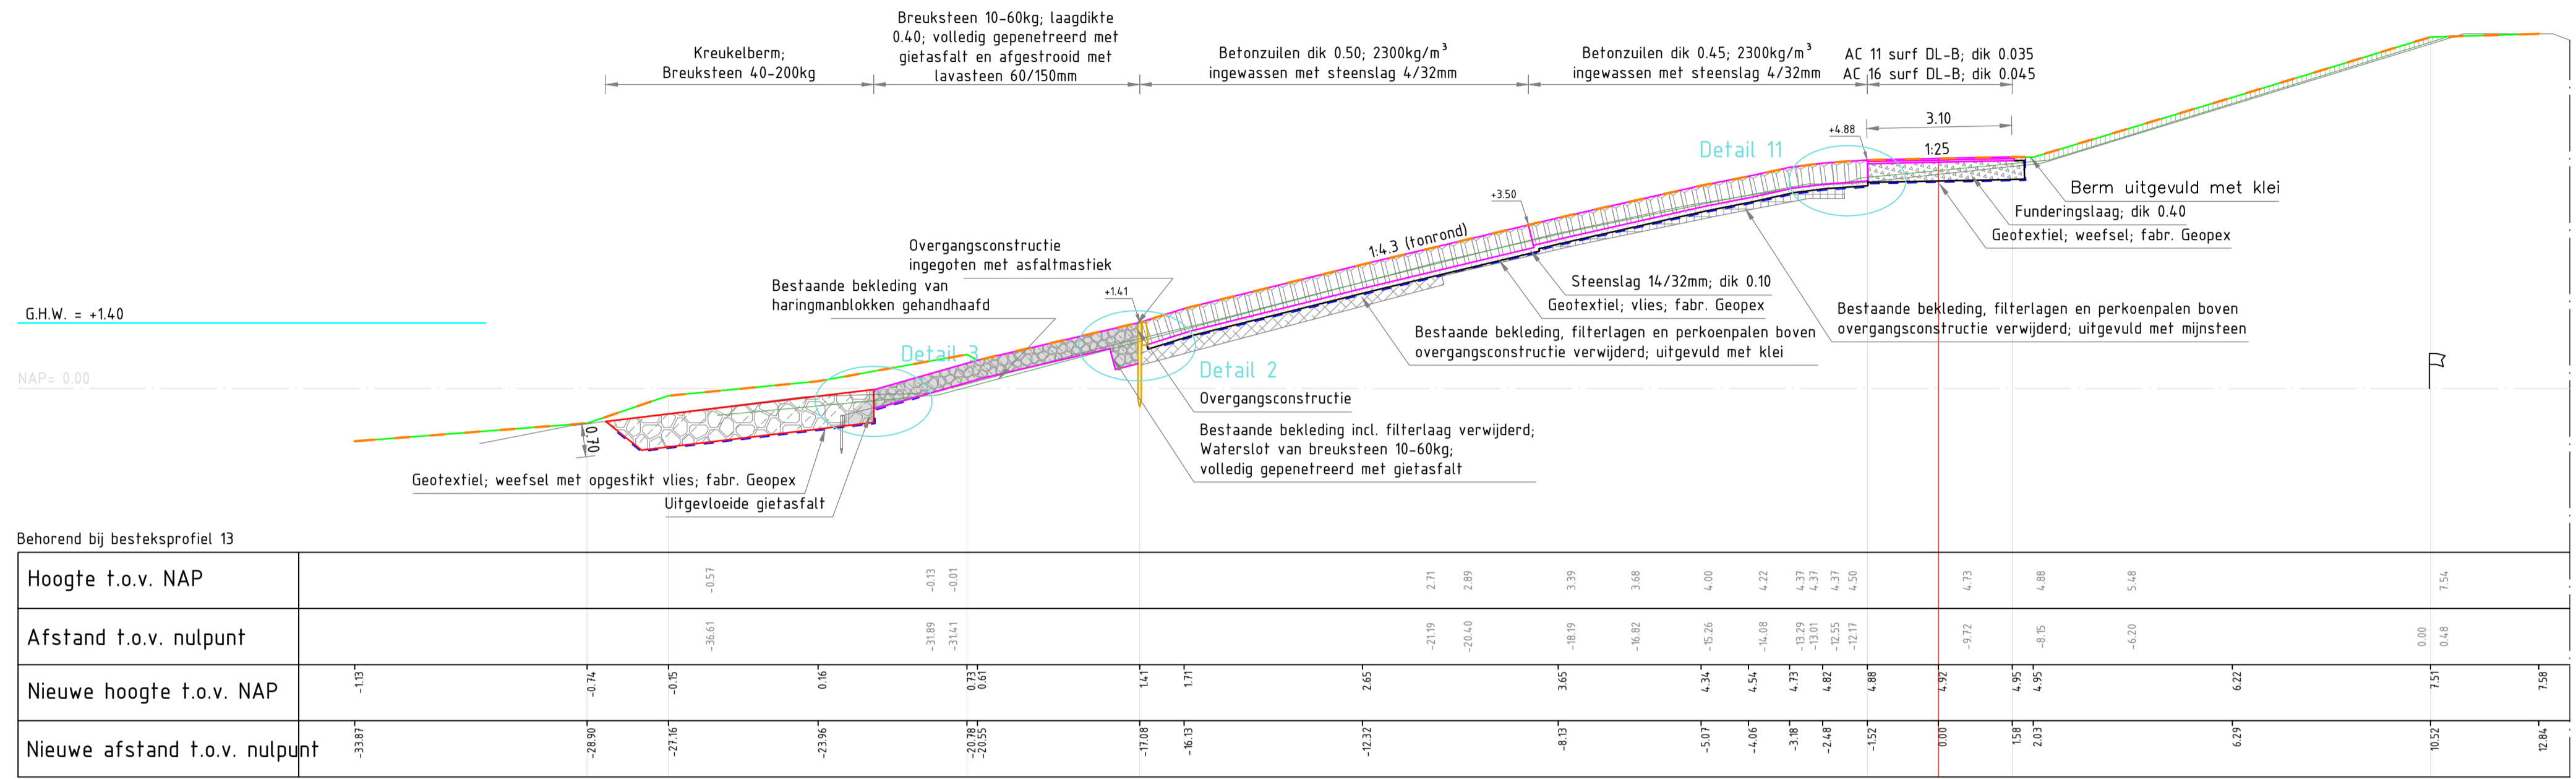 Kreukelberm;
Breuksteen 40-200kg
Breuksteen 10-60kg; laagdikte
0.40; volledig gepenetreerd met
gietasfalt en afgestrooid met
lavasteen 60/150mm
Betonzuilen dik 0.50; 2300kg/m³
ingewassen met steenslag 4/32mm
Betonzuilen dik 0.45; 2300kg/m³
ingewassen met steenslag 4/32mm
AC 11 surf DL-B; dik 0.035
AC 16 surf DL-B; dik 0.045
3.10
+4.88
Detail 11
1:25
Berm uitgevuld met klei
Funderingslaag; dik 0.40
Geotextiel; weefsel; fabr. Geopex
+3.50
1:4.3 (tonrond)
Overgangsconstructie
ingegoten met asfaltmastiek
Bestaande bekleding van
haringmanblokken gehandhaafd
+1.41
Steenslag 14/32mm; dik 0.10
Geotextiel; vlies; fabr. Geopex
Bestaande bekleding, filterlagen en perkoenpalen boven
overgangsconstructie verwijderd; uitgevuld met mijnsteen
Bestaande bekleding, filterlagen en perkoenpalen boven
overgangsconstructie verwijderd; uitgevuld met klei
G.H.W. = +1.40
NAP= 0.00
Detail 3
Detail 2
Overgangsconstructie
Bestaande bekleding incl. filterlaag verwijderd;
Waterslot van breuksteen 10-60kg;
volledig gepenetreerd met gietasfalt
0.70
Geotextiel; weefsel met opgestikt vlies; fabr. Geopex
Uitgevloeide gietasfalt
Behorend bij besteksprofiel 13
Hoogte t.o.v. NAP -0.57 -0.13 -0.01 2.71 2.89 3.39 3.68 4.00 4.22 4.37 4.37 4.37 4.50 4.73 4.88 5.48 7.54
Afstand t.o.v. nulpunt -36.61 -31.89 -31.41 -21.19 -20.40 -18.19 -16.82 -15.26 -14.08 -13.29 -13.01 -12.55 -12.17 -9.72 -8.15 -6.20 0.00 0.48
Nieuwe hoogte t.o.v. NAP -1.13 -0.74 -0.15 0.16 0.73 0.61 1.41 1.71 2.65 3.65 4.34 4.54 4.73 4.82 4.88 4.92 4.95 4.95 6.22 7.51 7.58
Nieuwe afstand t.o.v. nulpunt -33.87 -28.90 -27.16 -23.96 -20.78 -20.55 -17.08 -16.13 -12.32 -8.13 -5.07 -4.06 -3.18 -2.48 -1.52 0.00 1.58 2.03 6.29 10.52 12.84